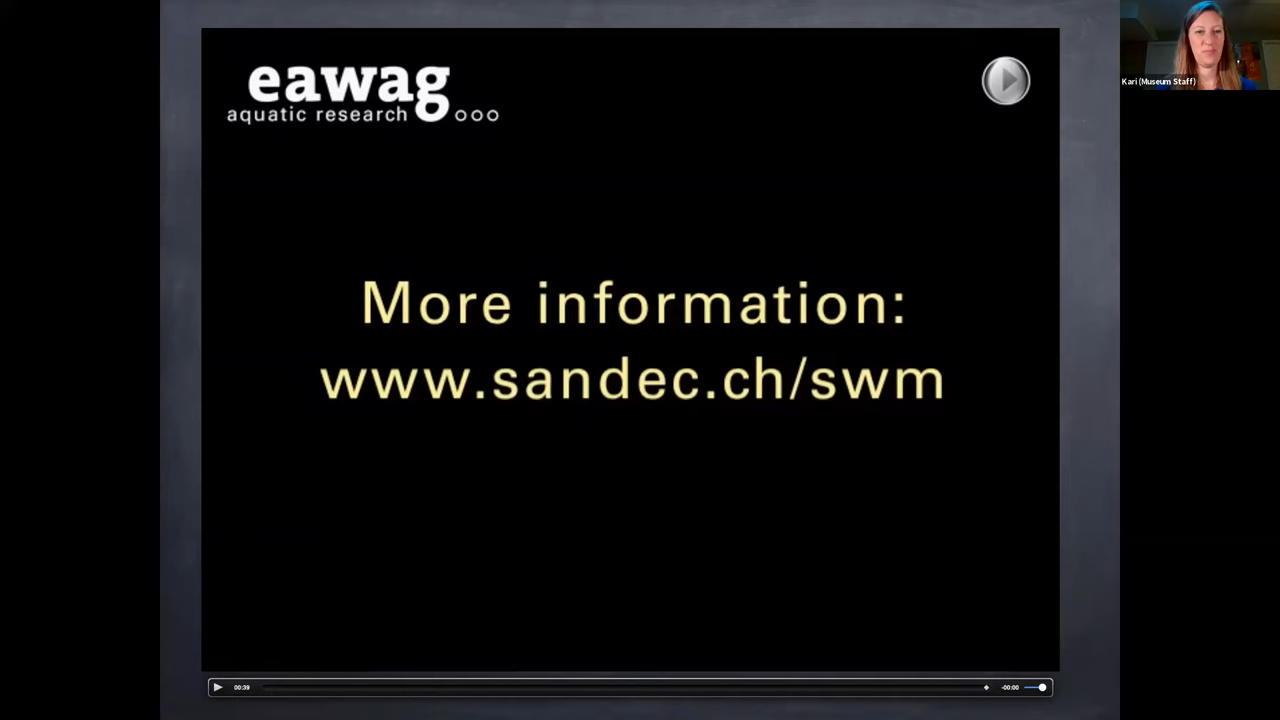 eawag
aquatic research
More information:
www.sandec.ch/swm
Kari (Museum Staff)
00:39
-00:00